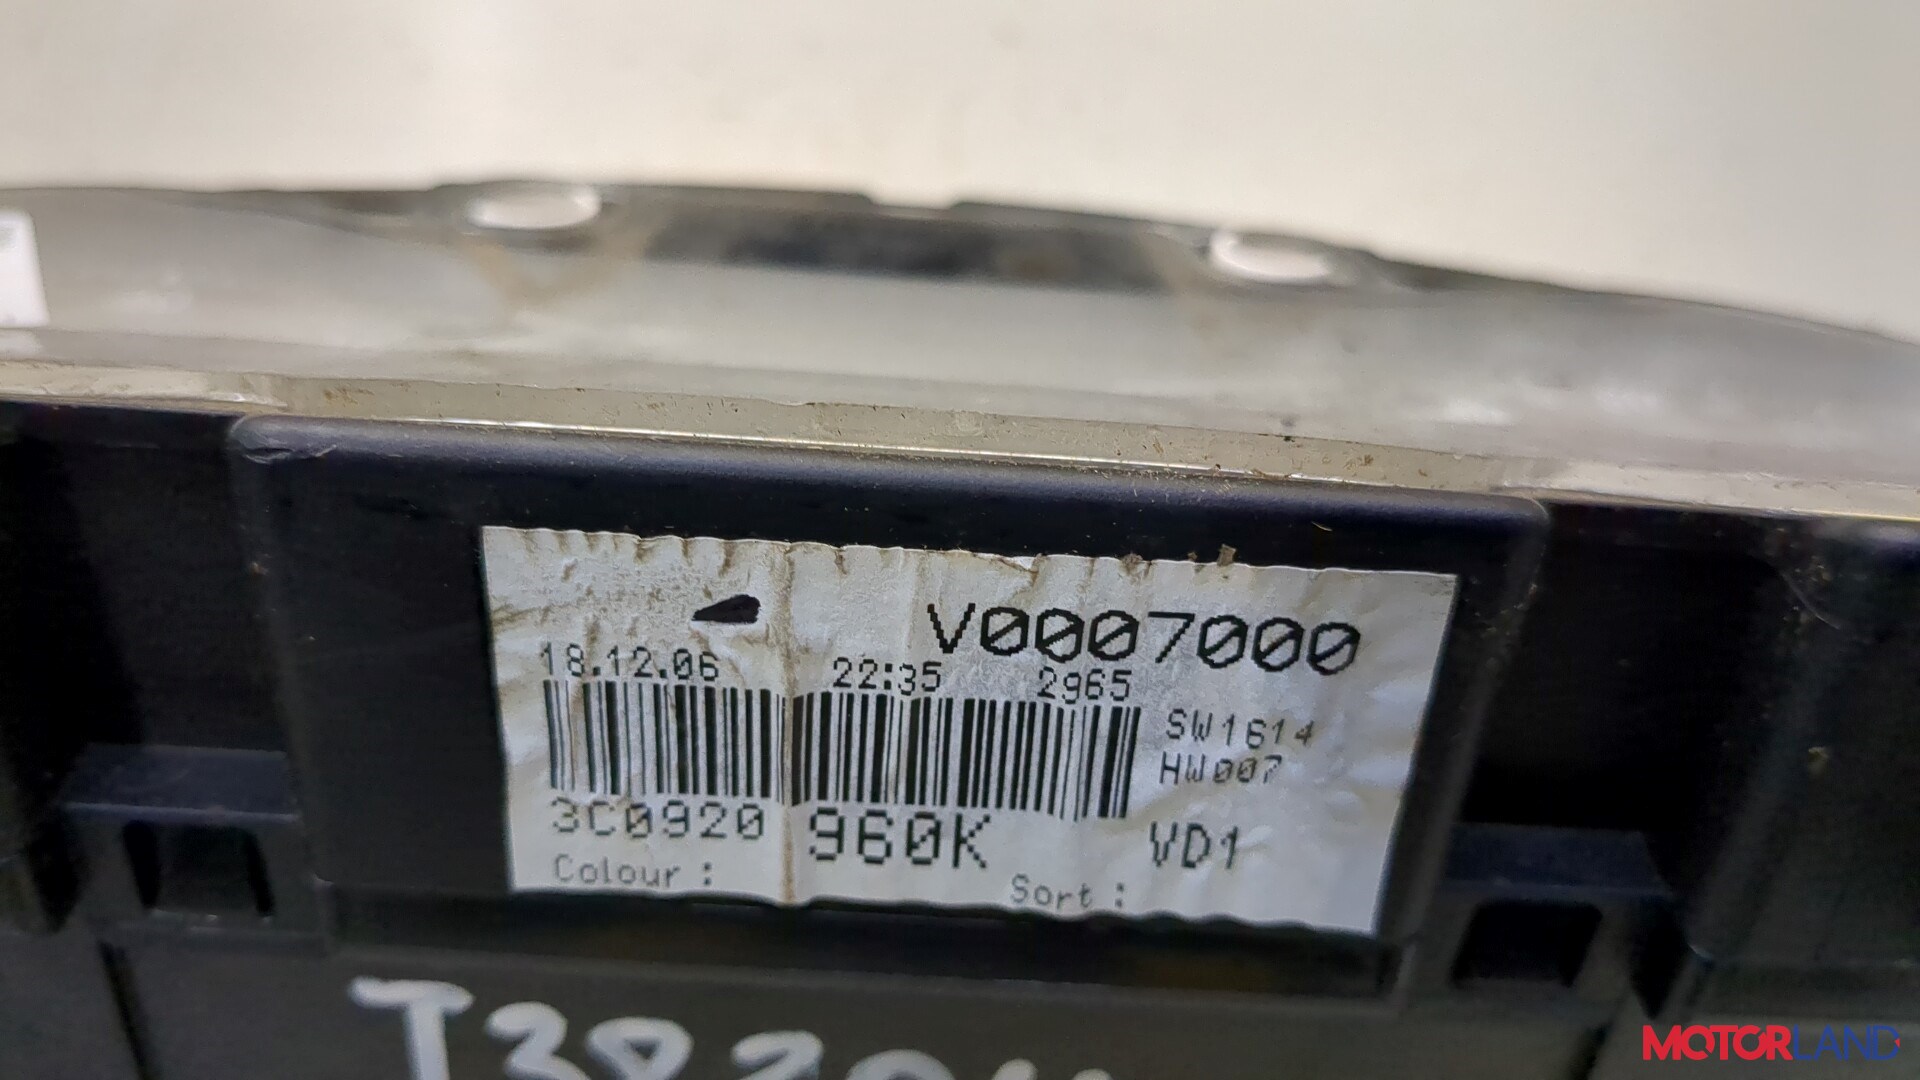 V0007000
18.12.06 22:35 2965
SW1614
HW007
3C0920 960K VD1
Colour : Sort :
MOTORLAND